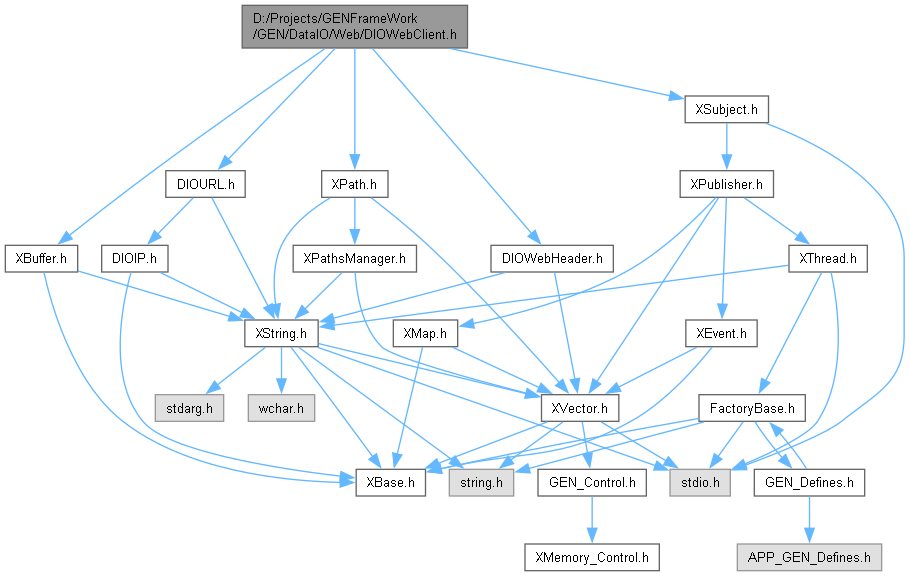 D:/Projects/GENFrameWork
/GEN/DataIO/Web/DIOWebClient.h
XSubject.h
DIOURL.h
XPath.h
XPublisher.h
XBuffer.h
DIOIP.h
XPathsManager.h
DIOWebHeader.h
XThread.h
XString.h
XMap.h
XEvent.h
stdarg.h
wchar.h
XVector.h
FactoryBase.h
XBase.h
string.h
GEN_Control.h
stdio.h
GEN_Defines.h
XMemory_Control.h
APP_GEN_Defines.h